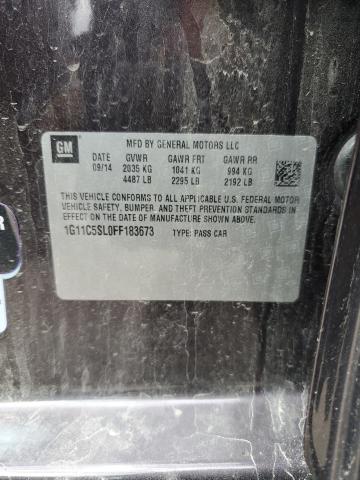 GM
MFD BY GENERAL MOTORS LLC
DATE GVWR GAWR FRT GAWR RR
09/14 2035 KG 1041 KG 994 KG
4487 LB 2295 LB 2192 LB
THIS VEHICLE CONFORMS TO ALL APPLICABLE U.S. FEDERAL MOTOR
VEHICLE SAFETY, BUMPER, AND THEFT PREVENTION STANDARDS
IN EFFECT ON THE DATE OF MANUFACTURE SHOWN ABOVE.
1G11C5SL0FF183673 TYPE: PASS CAR